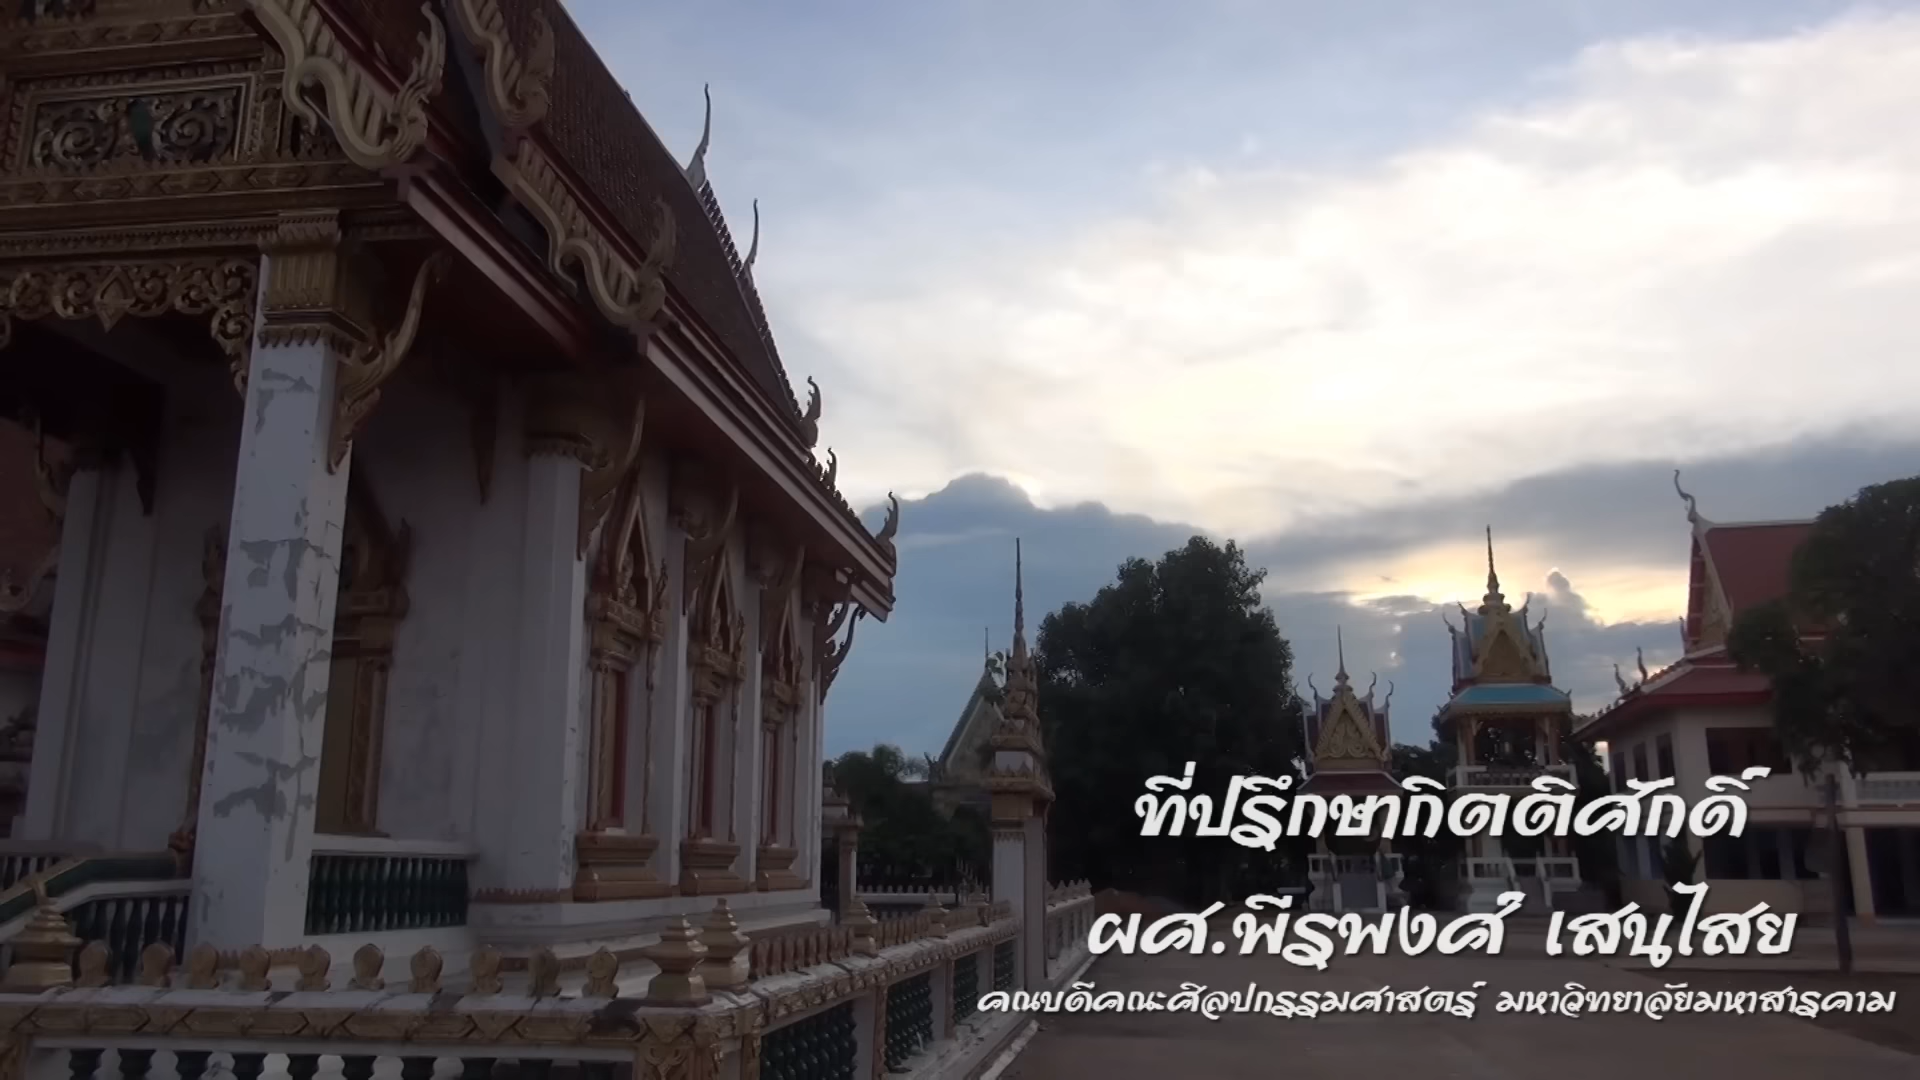 ที่ปรึกษากิตติศักดิ์
ผศ.พีรพงศ์ เสนไสย
คณบดีคณะศิลปกรรมศาสตร์ มหาวิทยาลัยมหาสารคาม